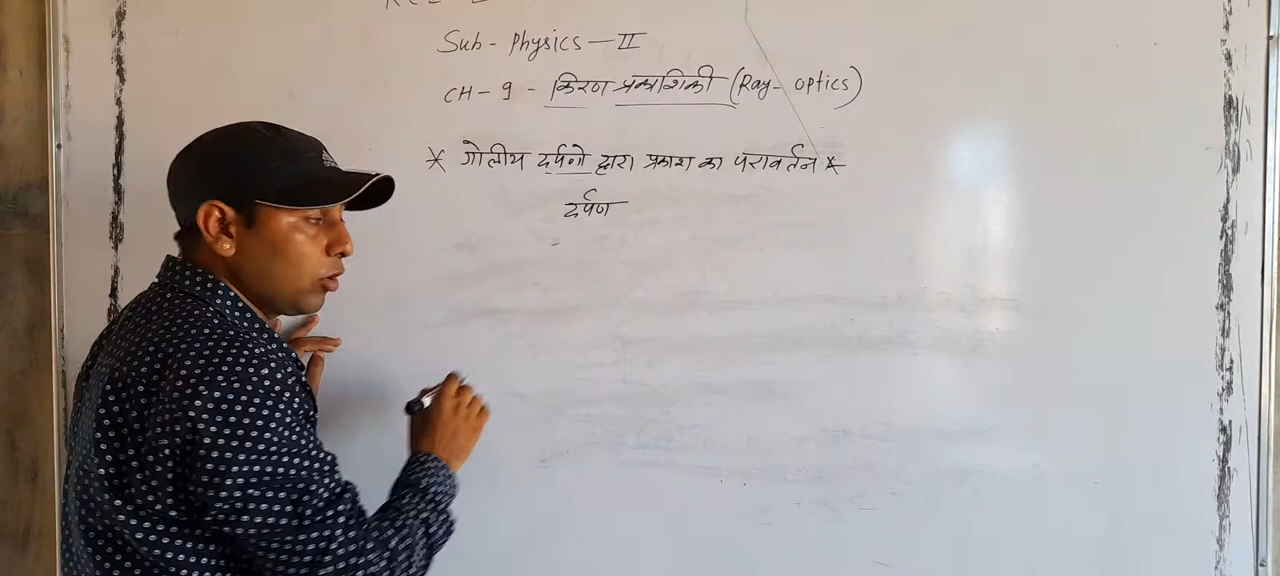 Sub - Physics - II
CH - 9 - किरण प्रकाशिकी (Ray - optics)
* गोलीय दर्पणो द्वारा प्रकाश का परावर्तन *
दर्पण